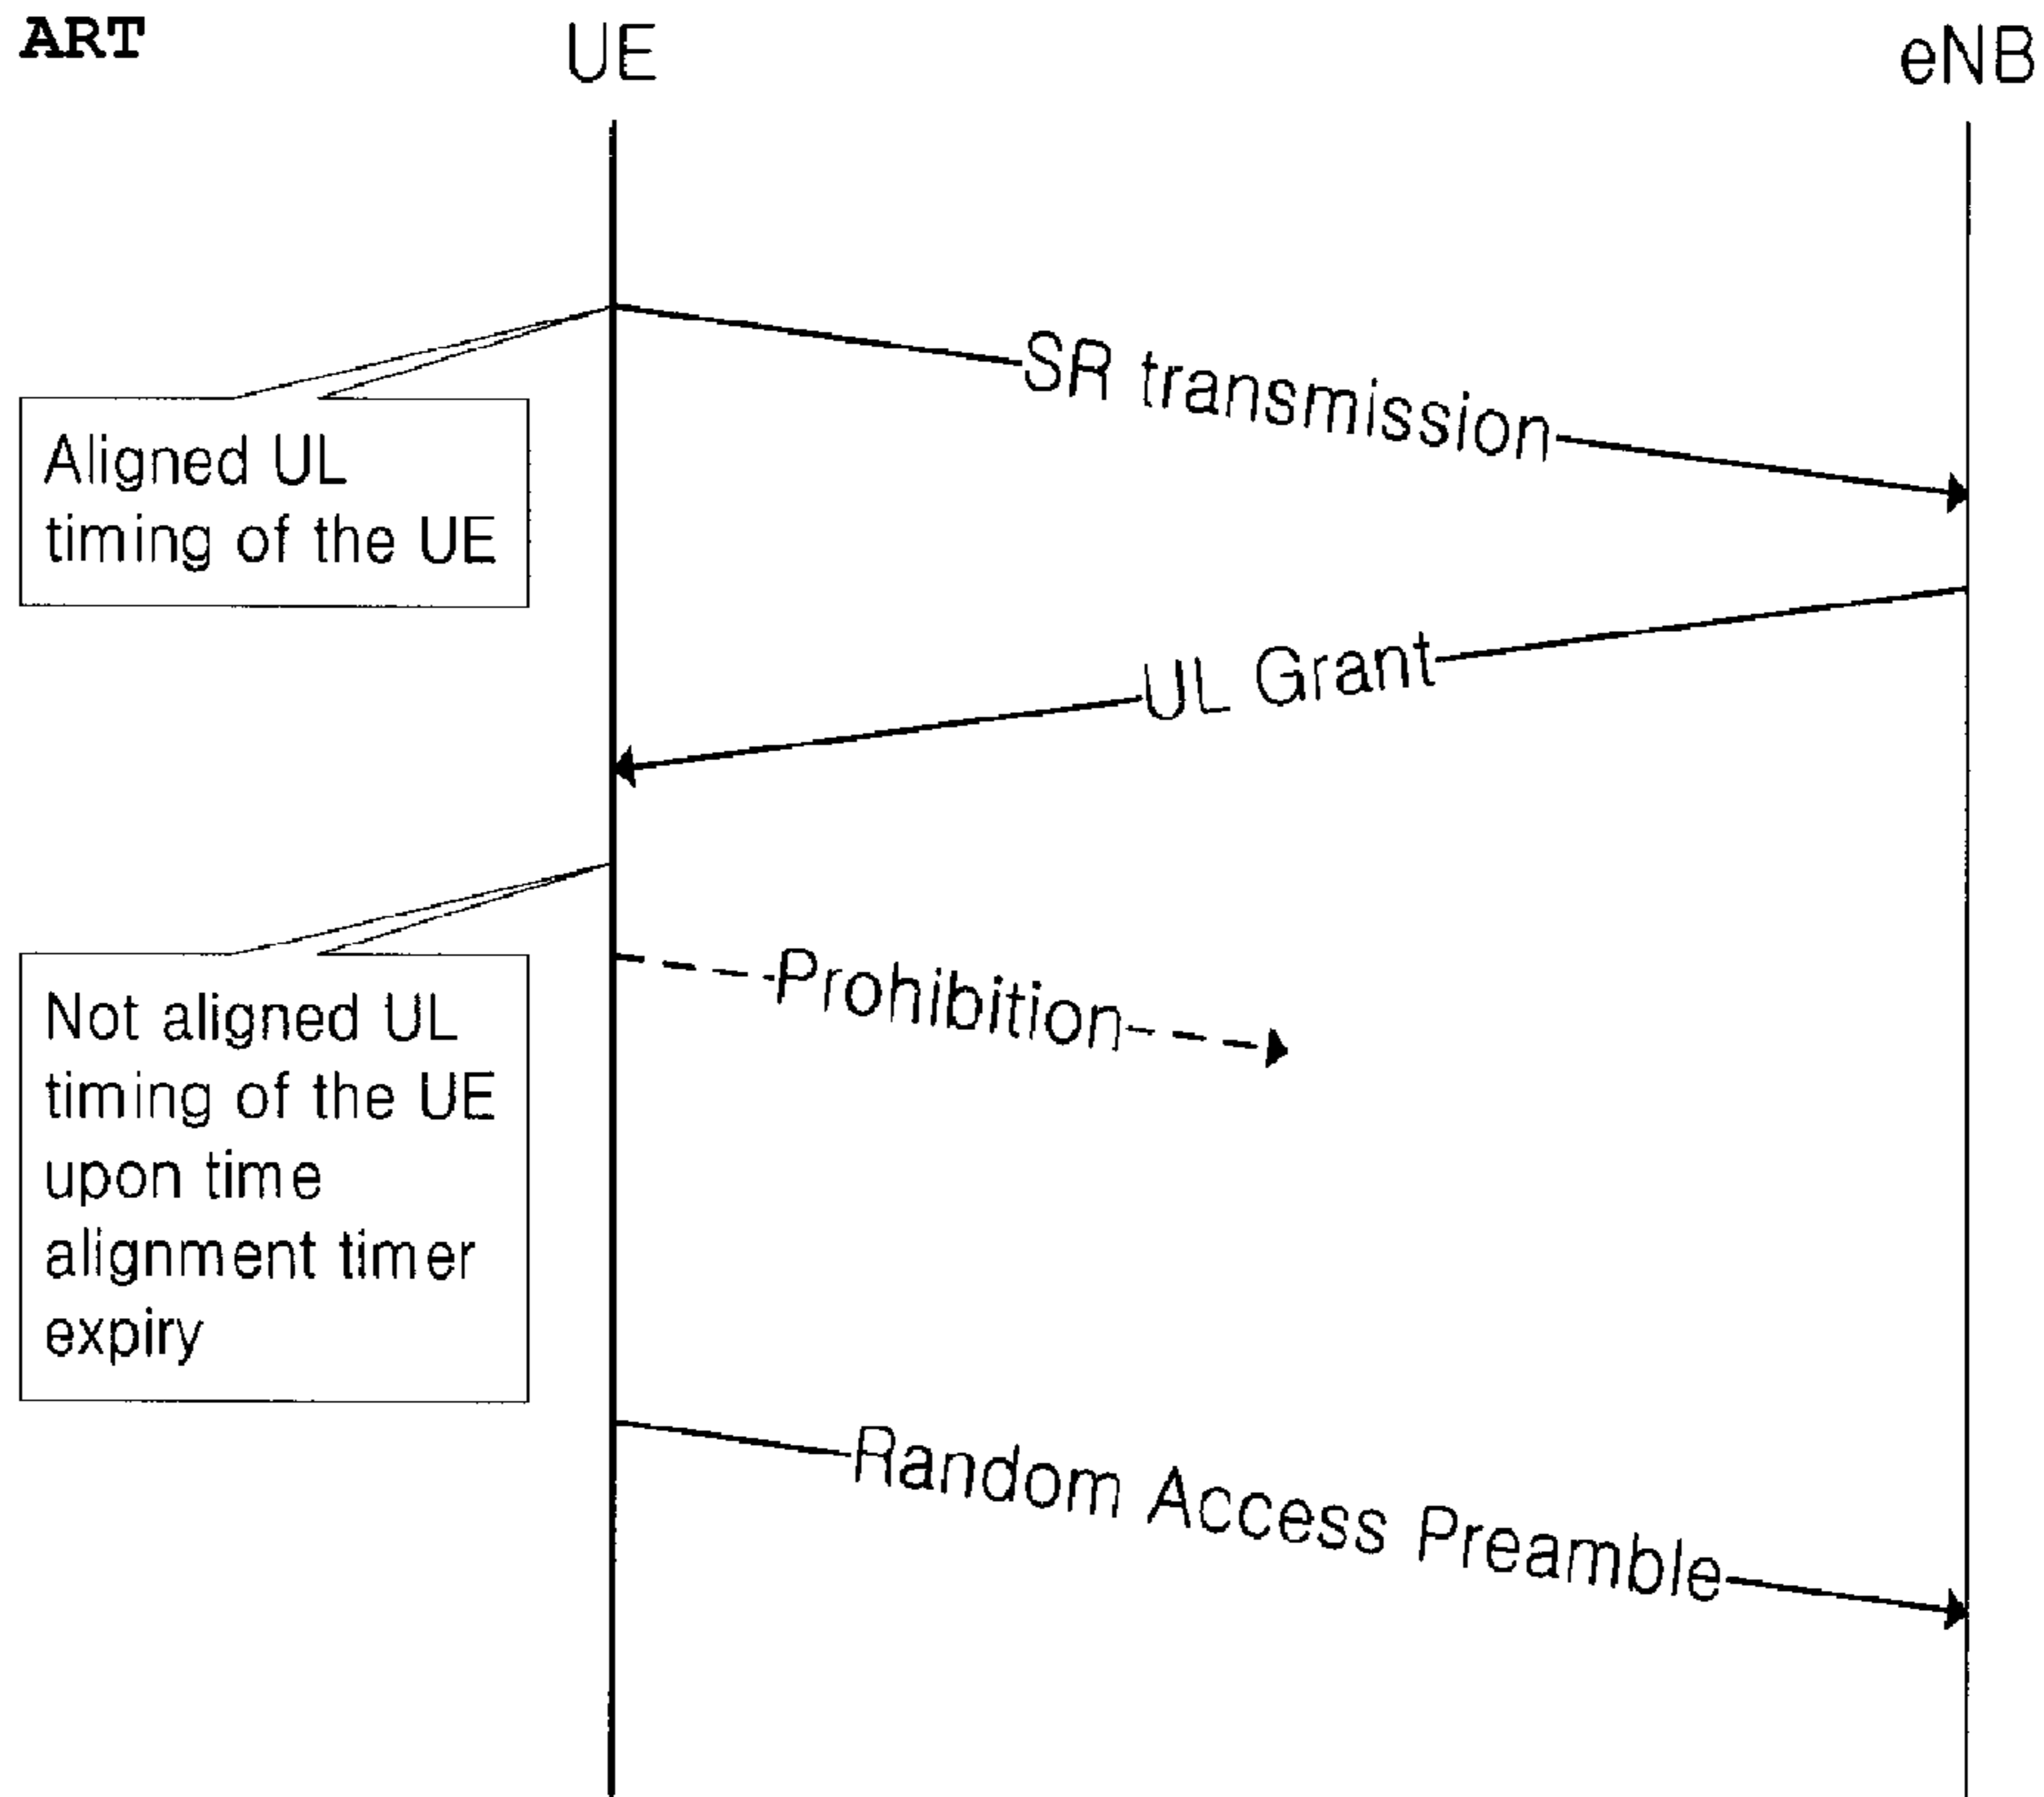 ART
UE
eNB
SR transmission
Aligned UL
timing of the UE
UL Grant
Prohibition
Not aligned UL
timing of the UE
upon time
alignment timer
expiry
Random Access Preamble